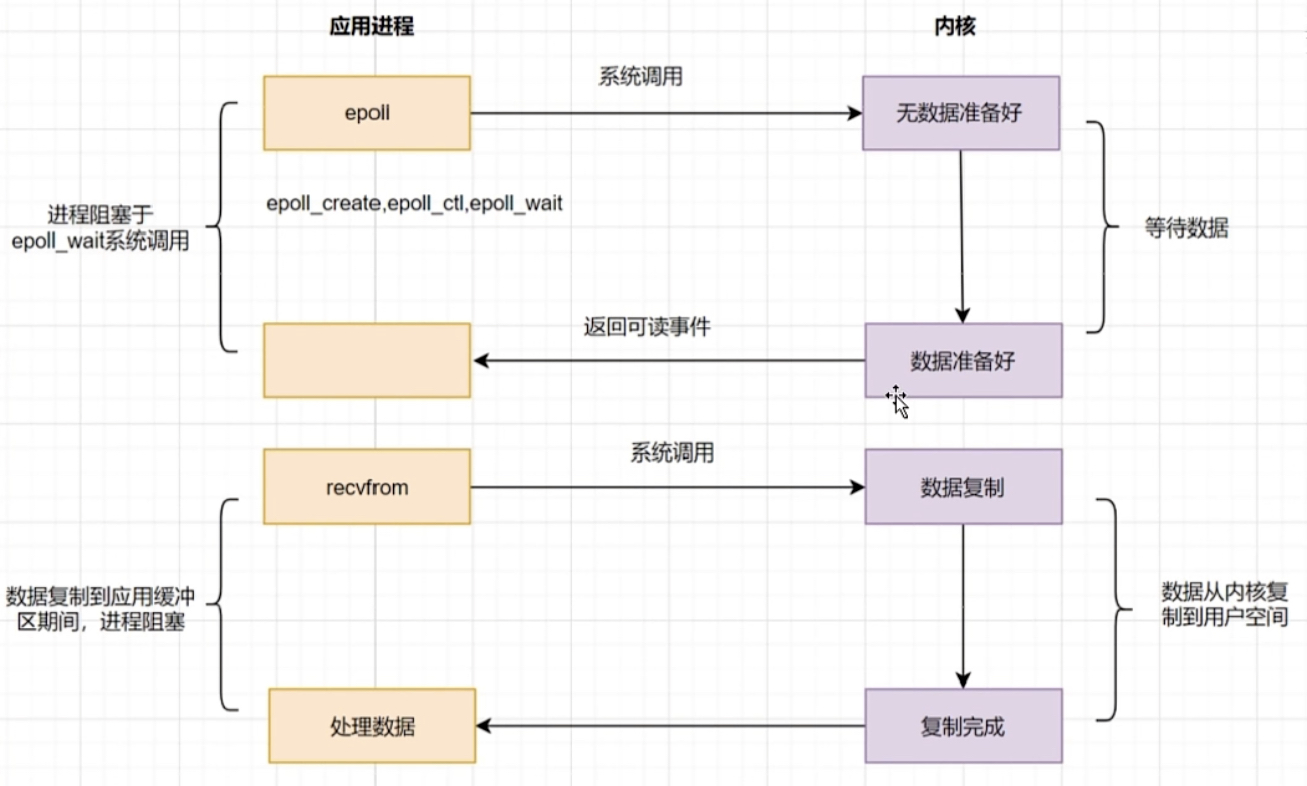 应用进程
内核
系统调用
epoll
无数据准备好
epoll_create,epoll_ctl,epoll_wait
进程阻塞于
epoll_wait系统调用
等待数据
返回可读事件
数据准备好
系统调用
recvfrom
数据复制
数据复制到应用缓冲
区期间，进程阻塞
数据从内核复
制到用户空间
处理数据
复制完成